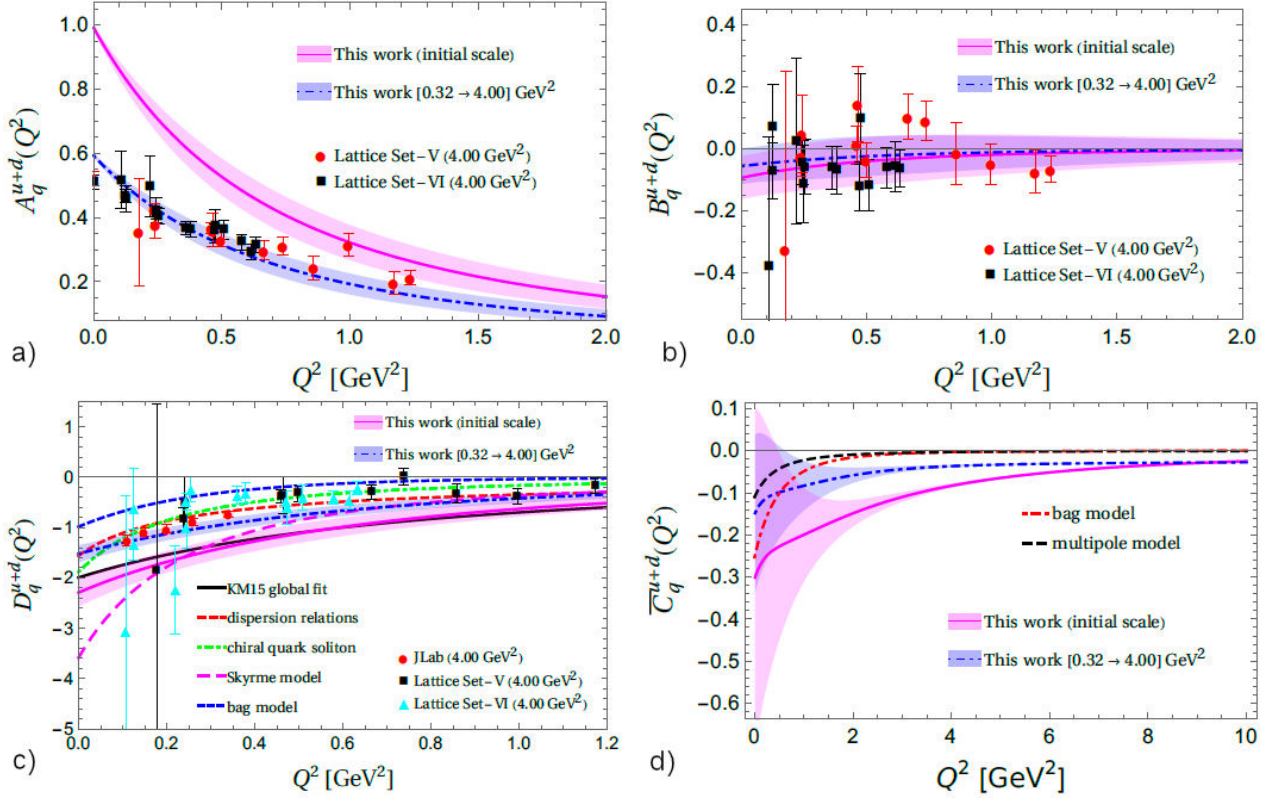 1.0
0.8
0.6
0.4
0.2
0.0
0.5
1.0
1.5
2.0
A_q^{u+d}(Q^2)
Q^2 [GeV^2]
This work (initial scale)
This work [0.32 → 4.00] GeV^2
Lattice Set-V (4.00 GeV^2)
Lattice Set-VI (4.00 GeV^2)
a)
0.4
0.2
0.0
-0.2
-0.4
0.0
0.5
1.0
1.5
2.0
B_q^{u+d}(Q^2)
Q^2 [GeV^2]
This work (initial scale)
This work [0.32 → 4.00] GeV^2
Lattice Set-V (4.00 GeV^2)
Lattice Set-VI (4.00 GeV^2)
b)
1
0
-1
-2
-3
-4
-5
0.0
0.2
0.4
0.6
0.8
1.0
1.2
D_q^{u+d}(Q^2)
Q^2 [GeV^2]
This work (initial scale)
This work [0.32 → 4.00] GeV^2
KM15 global fit
dispersion relations
chiral quark soliton
Skyrme model
bag model
JLab (4.00 GeV^2)
Lattice Set-V (4.00 GeV^2)
Lattice Set-VI (4.00 GeV^2)
c)
0.1
0.0
-0.1
-0.2
-0.3
-0.4
-0.5
-0.6
0
2
4
6
8
10
C̅_q^{u+d}(Q^2)
Q^2 [GeV^2]
bag model
multipole model
This work (initial scale)
This work [0.32 → 4.00] GeV^2
d)